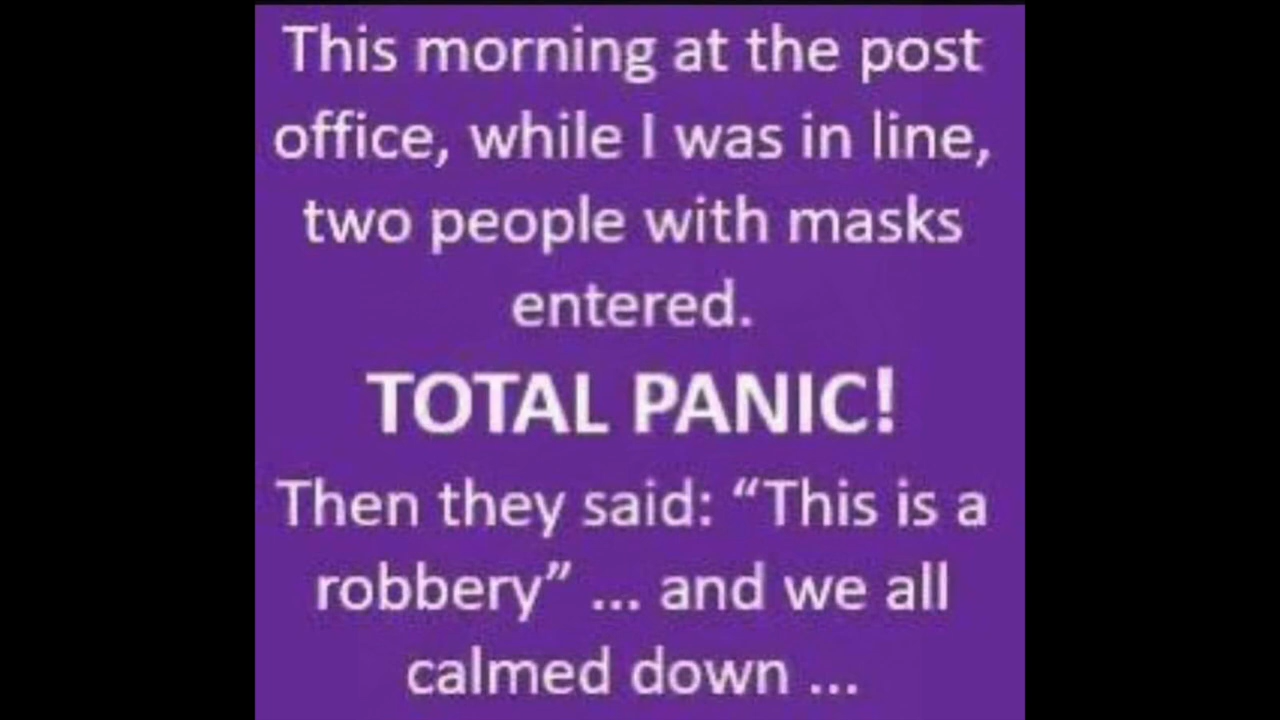 This morning at the post
office, while I was in line,
two people with masks
entered.
TOTAL PANIC!
Then they said: “This is a
robbery” ... and we all
calmed down ...